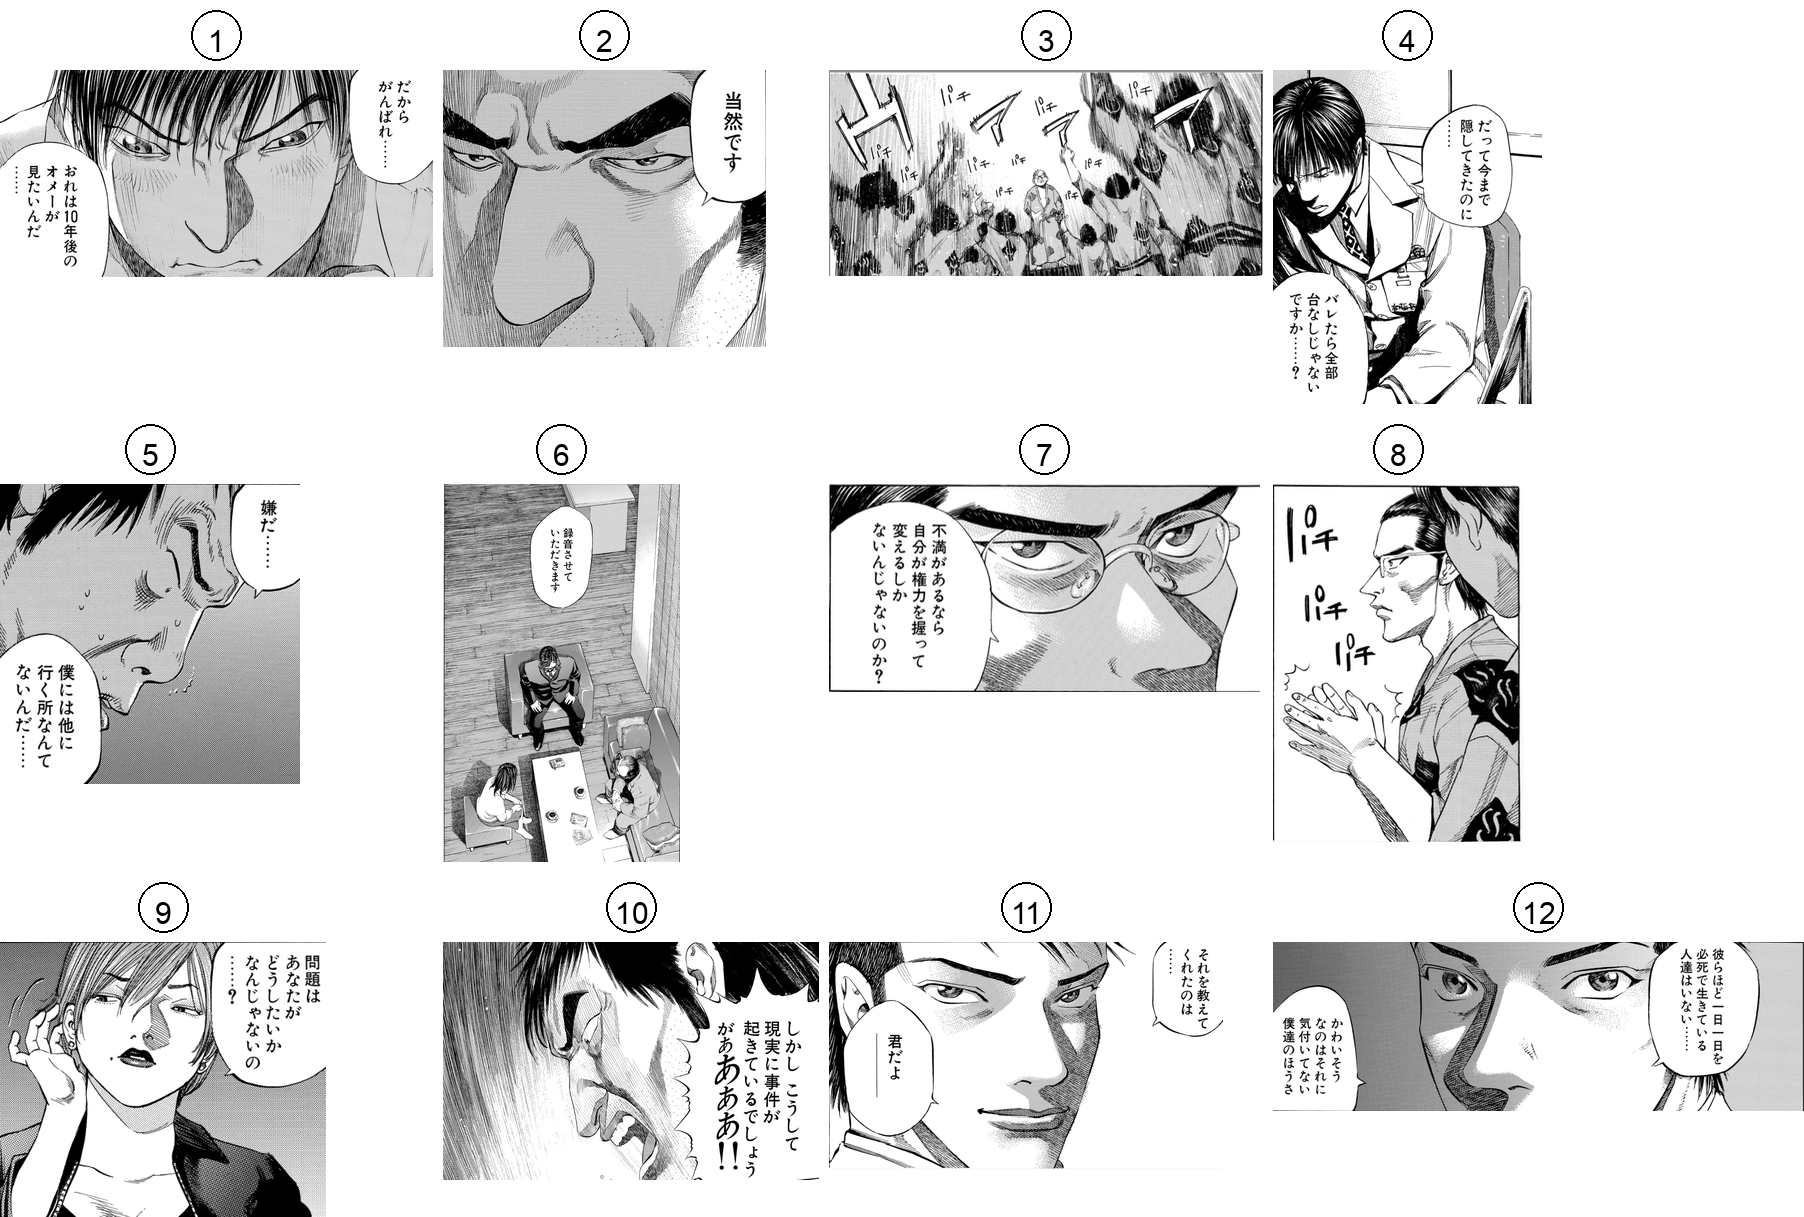 1
だから
がんばれ……
おれは10年後の
オメーが
見たいんだ
……
2
当然です
3
パチ
パチ
パチ
パチ
パチ
パチ
パチ
パチ
パチ
4
だって今まで
隠してきたのに
……
バレたら全部
台なしじゃない
ですか……?
5
嫌だ……
僕には他に
行く所なんて
ないんだ……
6
録音させて
いただきます
7
不満があるなら
自分が権力を握って
変えるしか
ないんじゃないのか?
8
パチ
パチ
パチ
9
問題は
あなたが
どうしたいか
なんじゃないの
……?
10
しかし こうして
現実に事件が
起きているでしょう
がぁあぁぁぁ!!
11
それを教えて
くれたのは
……
君だよ
――
12
彼らほど一日一日を
必死で生きている
人達はいない……
かわいそう
なのはそれに
気付いてない
僕達のほうさ